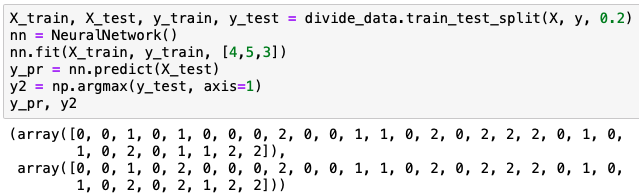 X_train, X_test, y_train, y_test = divide_data.train_test_split(X, y, 0.2)
nn = NeuralNetwork()
nn.fit(X_train, y_train, [4,5,3])
y_pr = nn.predict(X_test)
y2 = np.argmax(y_test, axis=1)
y_pr, y2
(array([0, 0, 1, 0, 1, 0, 0, 0, 2, 0, 0, 1, 1, 0, 2, 0, 2, 2, 2, 0, 1, 0,
1, 0, 2, 0, 1, 1, 2, 2]),
array([0, 0, 1, 0, 2, 0, 0, 0, 2, 0, 0, 1, 1, 0, 2, 0, 2, 2, 2, 0, 1, 0,
1, 0, 2, 0, 2, 1, 2, 2]))